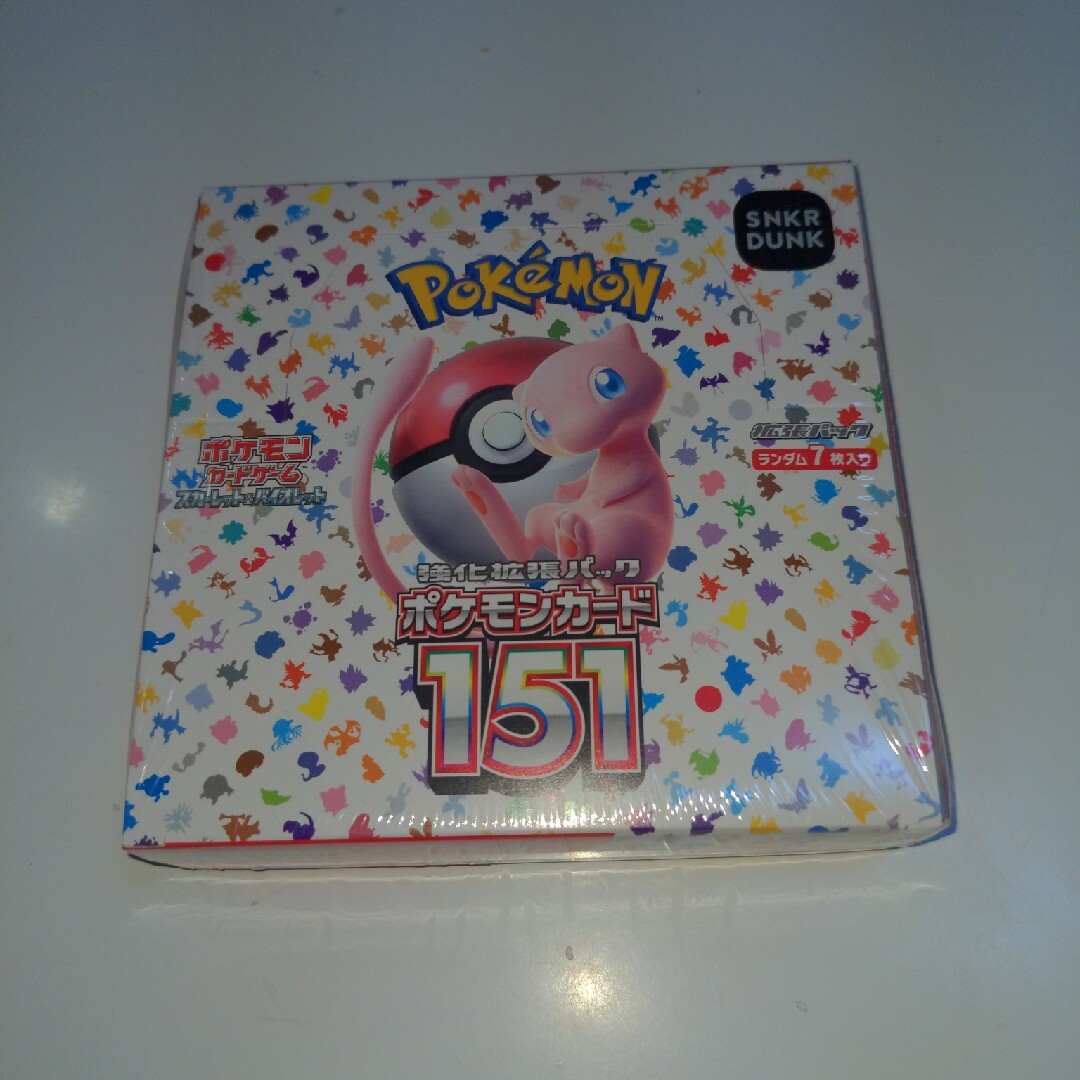 SNKR
DUNK
POKéMON
TM
ポケモン
カードゲーム
スカーレット&バイオレット
拡張パック
ランダム7枚入り
強化拡張パック
ポケモンカード
151